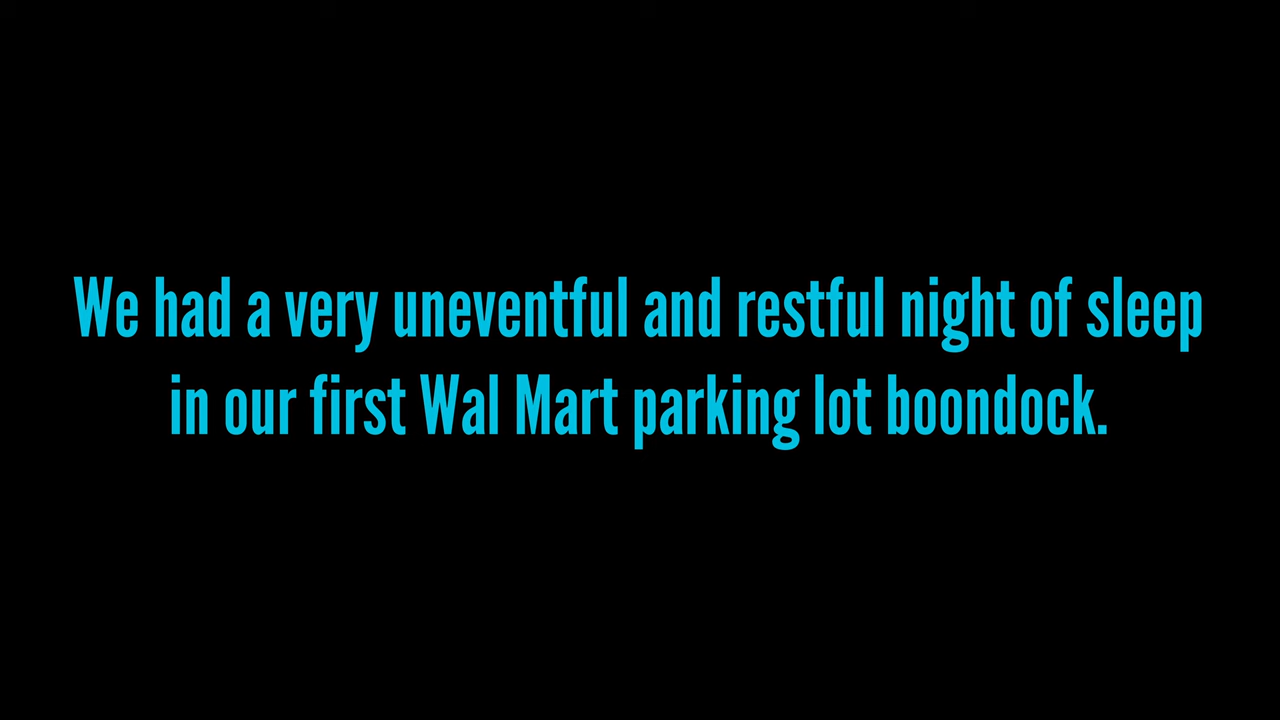 We had a very uneventful and restful night of sleep
in our first Wal Mart parking lot boondock.